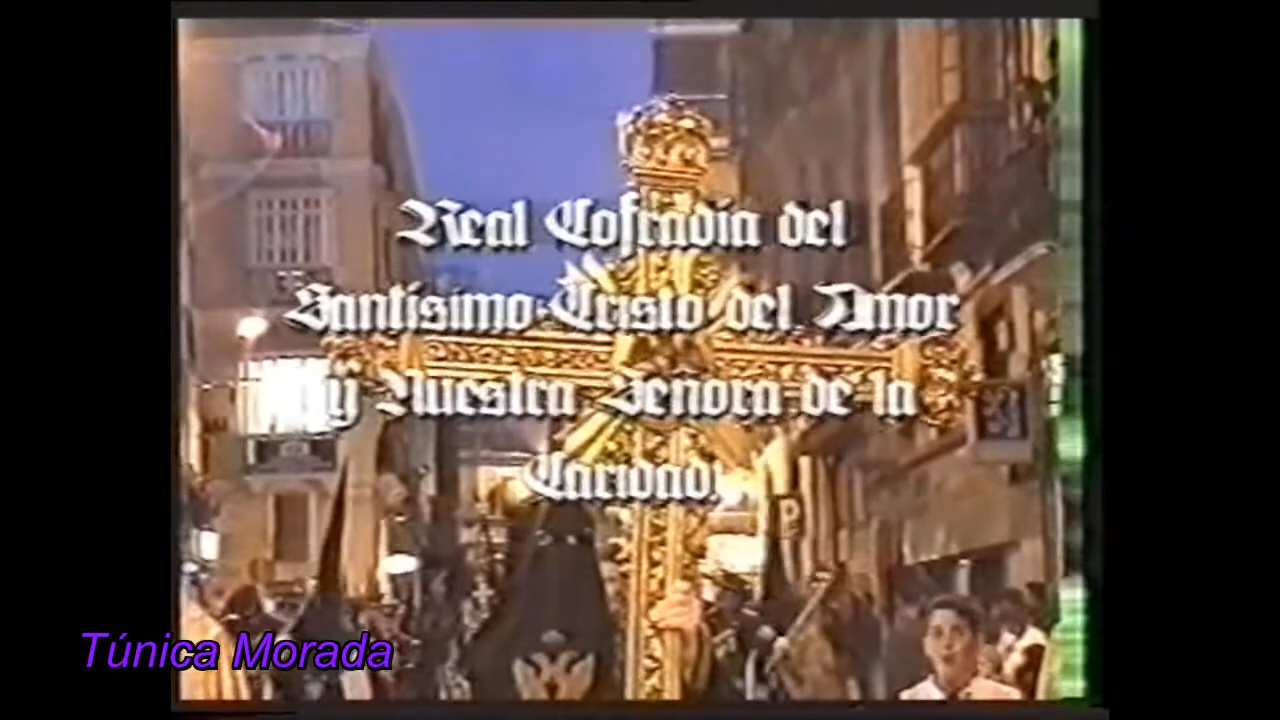 Real Cofradía del
Santísimo Cristo del Amor
y Nuestra Señora de la
Caridad.
Túnica Morada